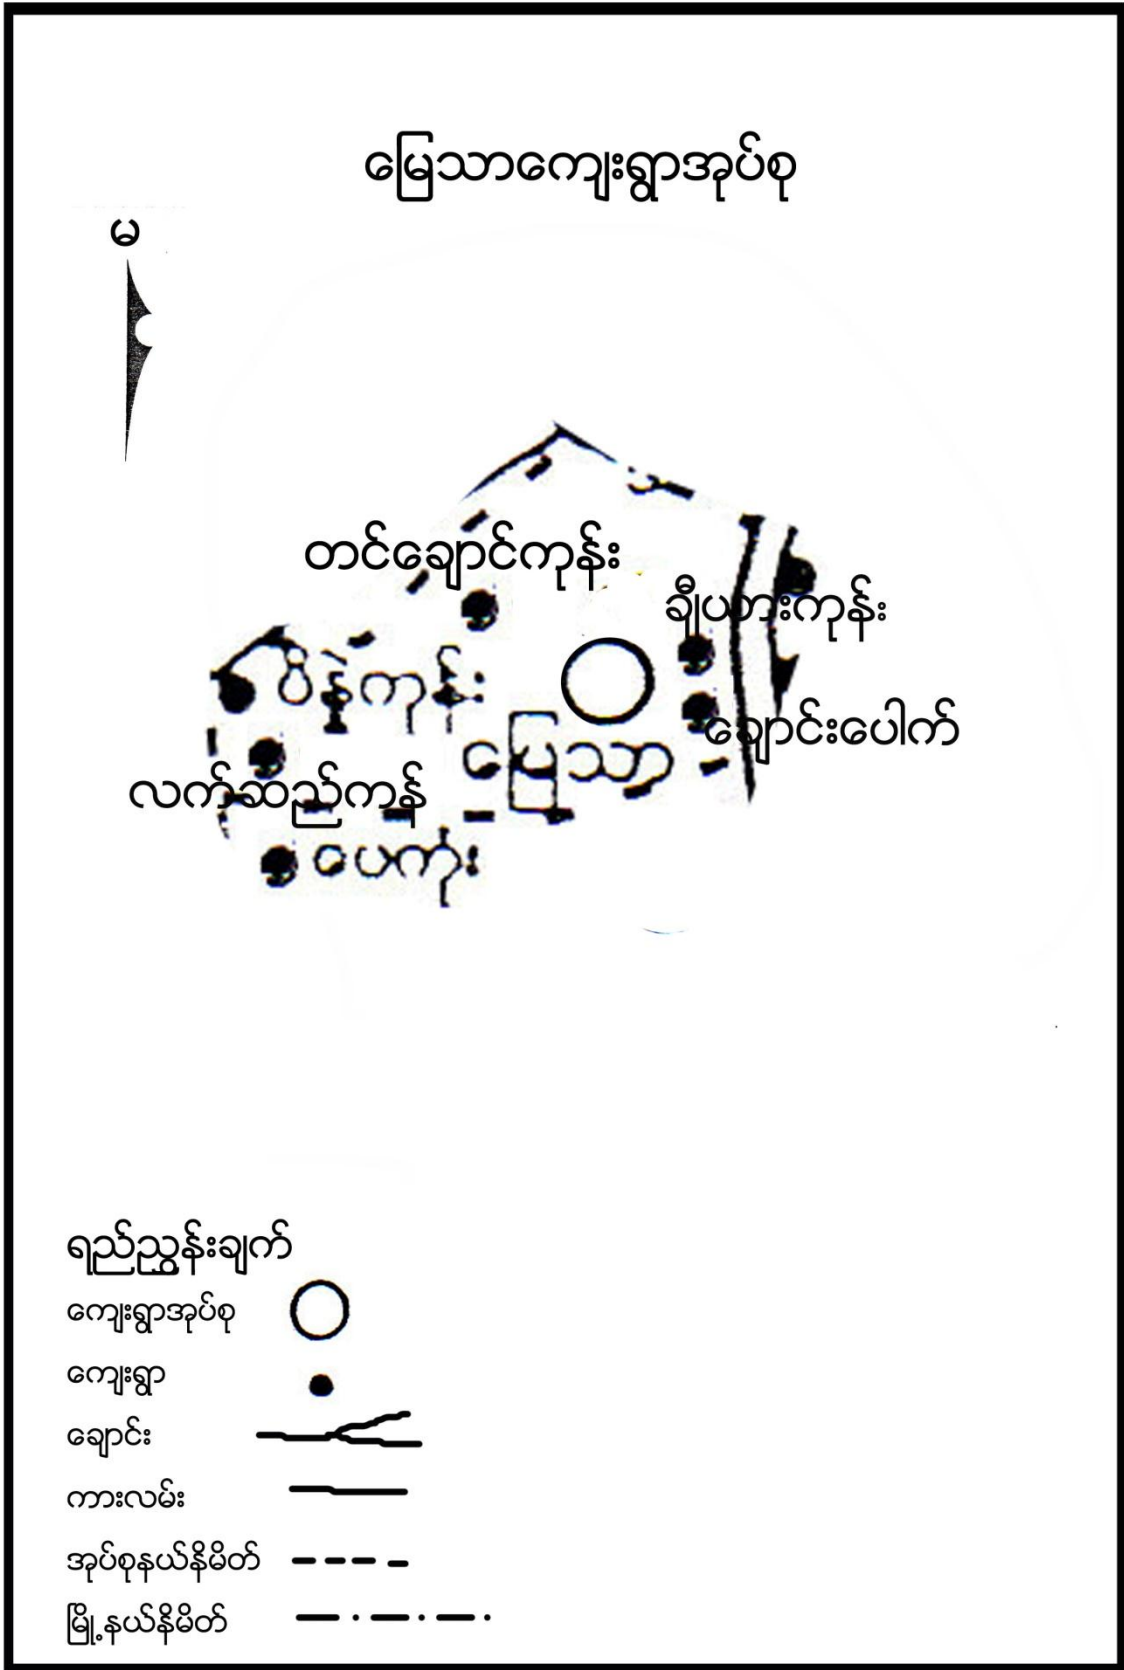 မြေသာကျေးရွာအုပ်စု
မ
တင်ချောင်ကုန်း
ချီယားကုန်း
ပိန္နဲကုန်း
ချောင်းပေါက်
မြေသာ
လက်ဆည်ကန်
ပေကုံး
ရည်ညွှန်းချက်
ကျေးရွာအုပ်စု
ကျေးရွာ
ချောင်း
ကားလမ်း
အုပ်စုနယ်နိမိတ်
မြို့နယ်နိမိတ်